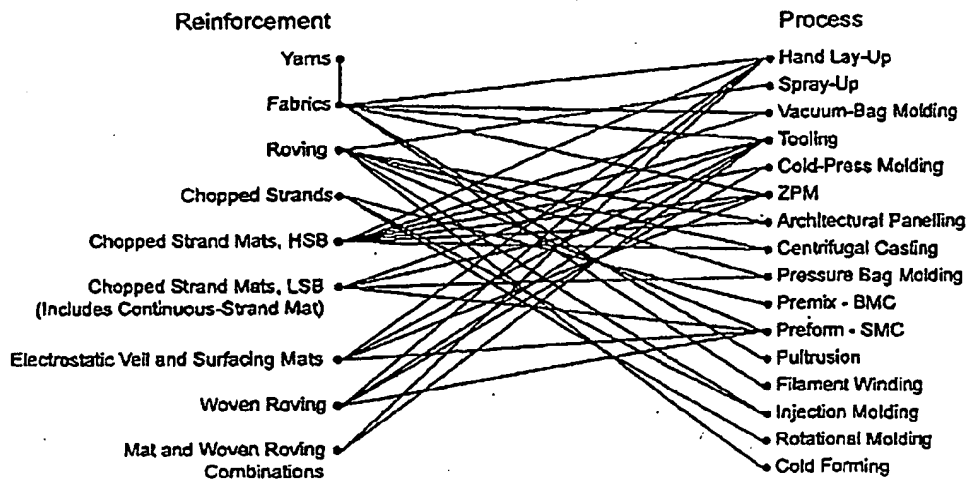 Reinforcement
Yarns
Fabrics
Roving
Chopped Strands
Chopped Strand Mats, HSB
Chopped Strand Mats, LSB
(Includes Continuous-Strand Mat)
Electrostatic Veil and Surfacing Mats
Woven Roving
Mat and Woven Roving
Combinations
Process
Hand Lay-Up
Spray-Up
Vacuum-Bag Molding
Tooling
Cold-Press Molding
ZPM
Architectural Panelling
Centrifugal Casting
Pressure Bag Molding
Premix - BMC
Preform - SMC
Pultrusion
Filament Winding
Injection Molding
Rotational Molding
Cold Forming